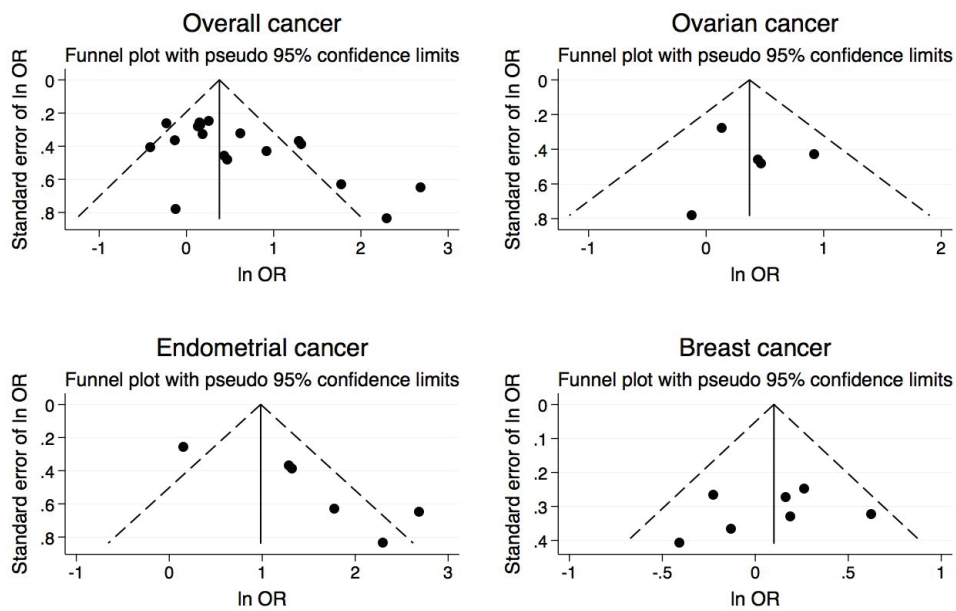 Overall cancer
Funnel plot with pseudo 95% confidence limits
Standard error of ln OR
0
.2
.4
.6
.8
-1
0
1
2
3
ln OR
Ovarian cancer
Funnel plot with pseudo 95% confidence limits
Standard error of ln OR
0
.2
.4
.6
.8
-1
0
1
2
ln OR
Endometrial cancer
Funnel plot with pseudo 95% confidence limits
Standard error of ln OR
0
.2
.4
.6
.8
-1
0
1
2
3
ln OR
Breast cancer
Funnel plot with pseudo 95% confidence limits
Standard error of ln OR
0
.1
.2
.3
.4
-1
-.5
0
.5
1
ln OR